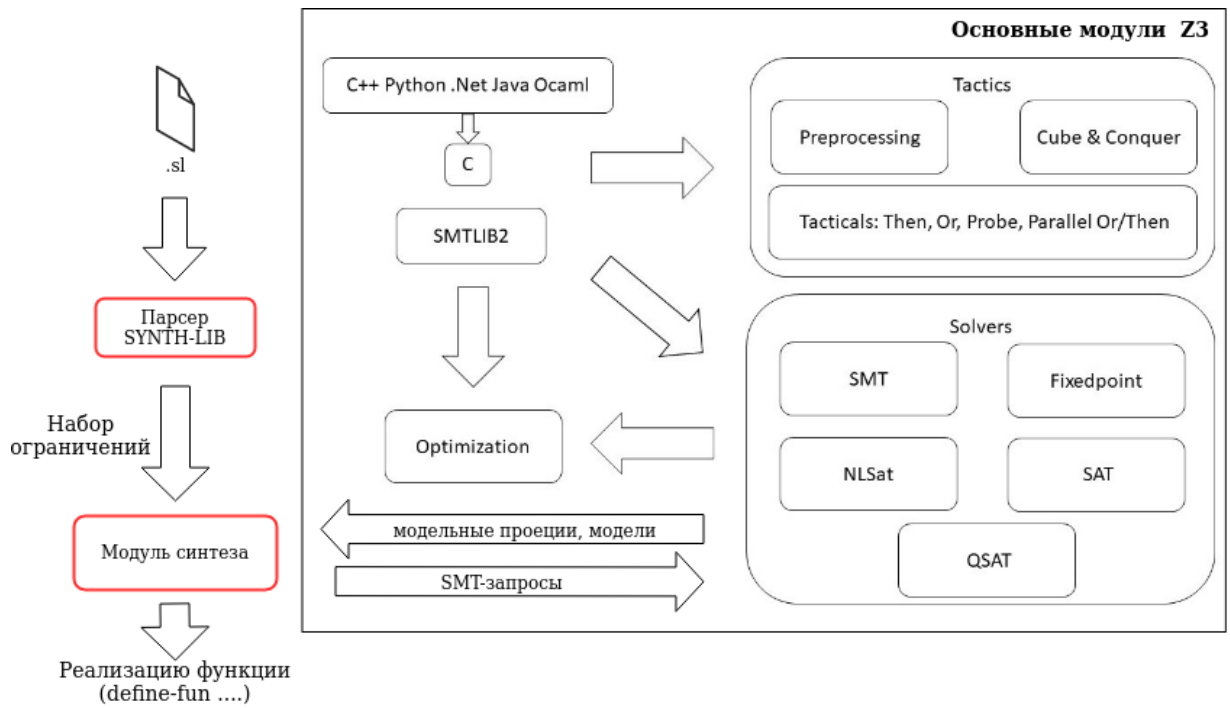 .sl
Парсер
SYNTH-LIB
Набор
ограничений
Модуль синтеза
Реализацию функции
(define-fun ....)
Основные модули Z3
C++ Python .Net Java Ocaml
C
SMTLIB2
Optimization
модельные проеции, модели
SMT-запросы
Tactics
Preprocessing
Cube & Conquer
Tacticals: Then, Or, Probe, Parallel Or/Then
Solvers
SMT
Fixedpoint
NLSat
SAT
QSAT